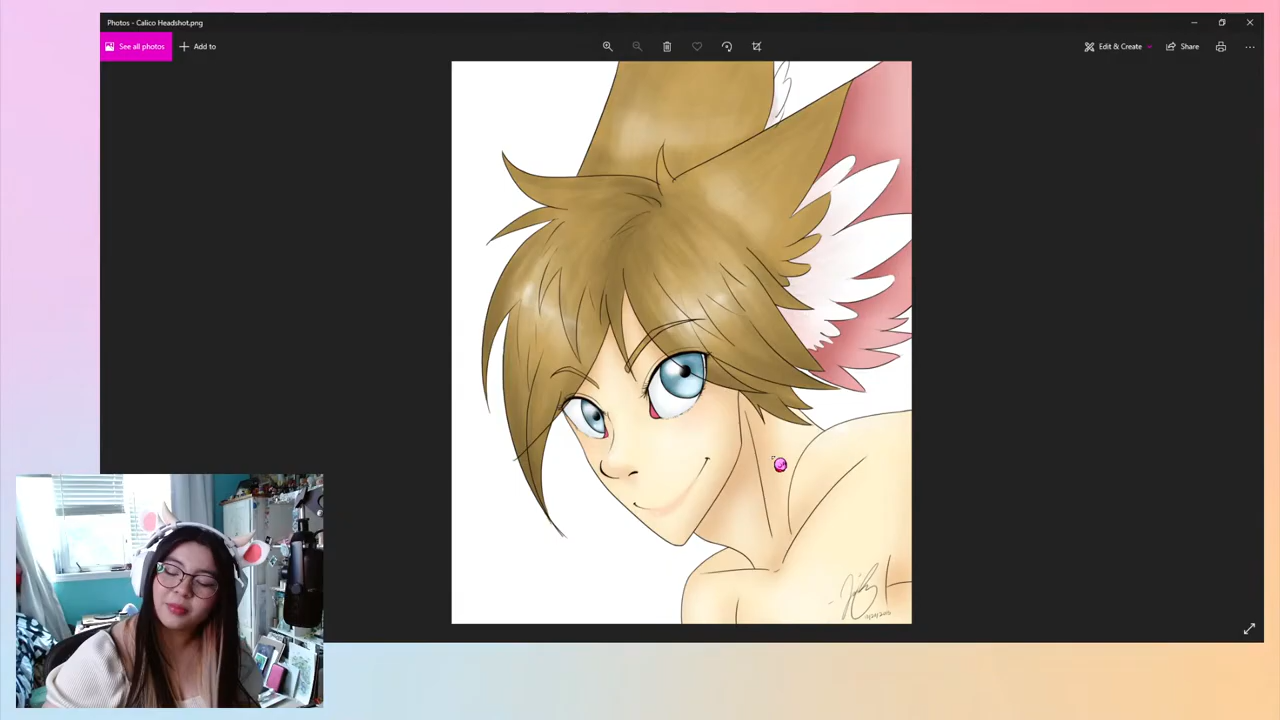 Photos - Calico Headshot.png
See all photos
Add to
Edit & Create
Share